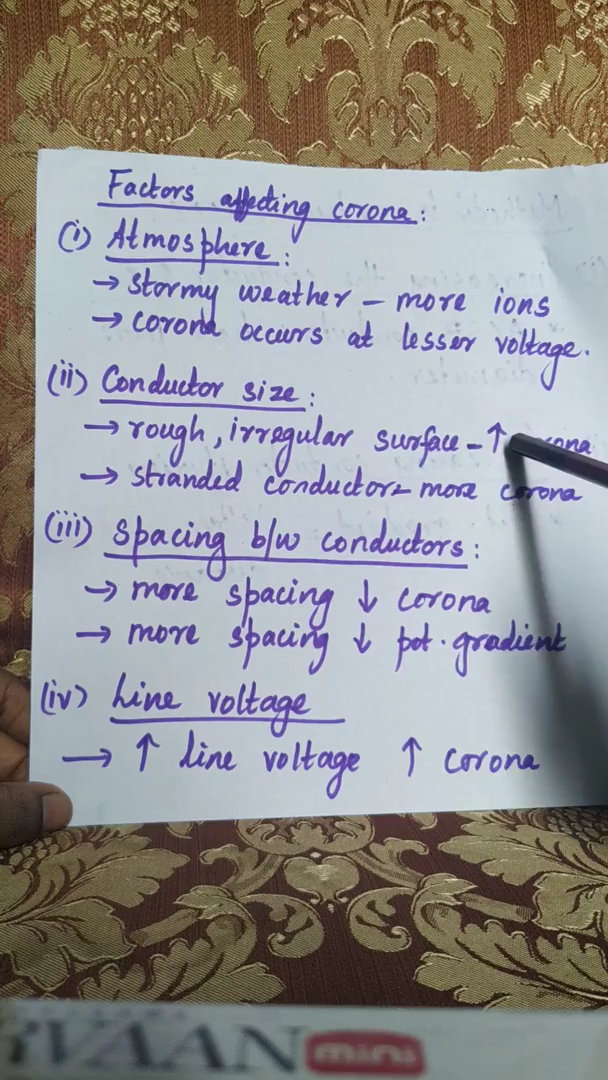 Factors affecting corona:
(i) Atmosphere:
→ stormy weather – more ions
→ corona occurs at lesser voltage.
(ii) Conductor size:
→ rough, irregular surface – ↑ corona
→ stranded conductor – more corona
(iii) Spacing b/w conductors:
→ more spacing ↓ corona
→ more spacing ↓ pot. gradient
(iv) Line voltage
→ ↑ line voltage ↑ corona
mini